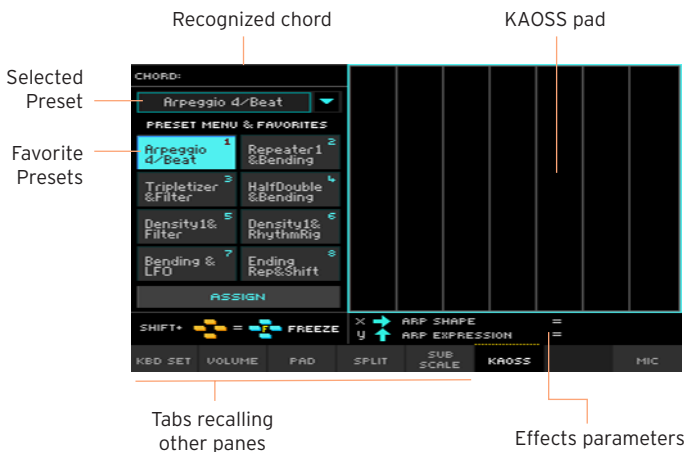 Recognized chord
KAOSS pad
Selected
Preset
CHORD:
Arpeggio 4/Beat
PRESET MENU & FAVORITES
Favorite
Presets
Arpeggio 1
4/Beat
Repeater1 2
&Bending
Tripletizer 3
&Filter
HalfDouble 4
&Bending
Density1& 5
Filter
Density1& 6
RhythmRig
Bending & 7
LFO
Ending 8
Rep&Shift
ASSIGN
SHIFT+ = F FREEZE
x ARP SHAPE =
y ARP EXPRESSION =
KBD SET VOLUME PAD SPLIT SUB SCALE KAOSS MIC
Tabs recalling
other panes
Effects parameters